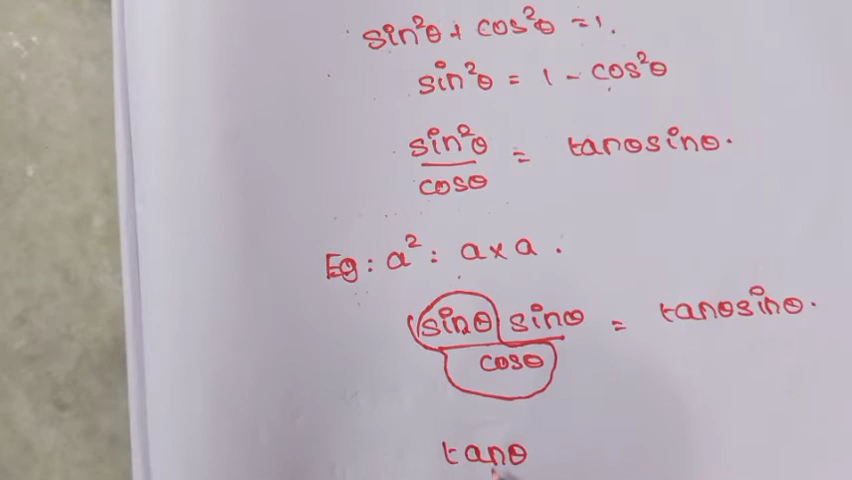 sin²θ + cos²θ = 1.
sin²θ = 1 - cos²θ
sin²θ
cosθ
= tanθsinθ.
Eg: a² : a × a .
sinθ sinθ
cosθ
= tanθsinθ.
tanθ